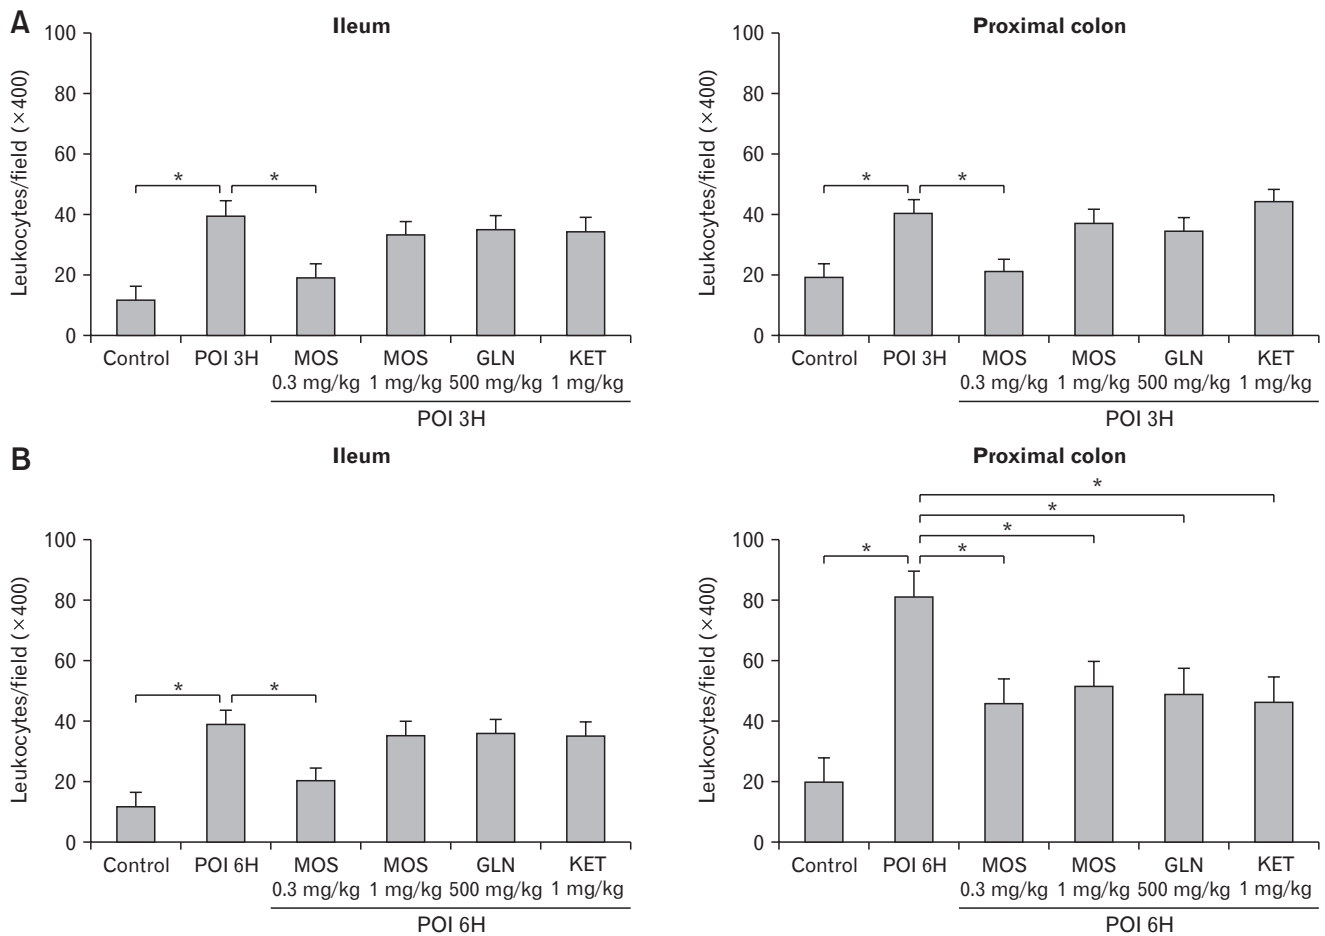 A
Ileum
Leukocytes/field (×400)
100
80
60
40
20
0
*
*
Control
POI 3H
MOS
0.3 mg/kg
MOS
1 mg/kg
GLN
500 mg/kg
KET
1 mg/kg
POI 3H
Proximal colon
Leukocytes/field (×400)
100
80
60
40
20
0
*
*
Control
POI 3H
MOS
0.3 mg/kg
MOS
1 mg/kg
GLN
500 mg/kg
KET
1 mg/kg
POI 3H
B
Ileum
Leukocytes/field (×400)
100
80
60
40
20
0
*
*
Control
POI 6H
MOS
0.3 mg/kg
MOS
1 mg/kg
GLN
500 mg/kg
KET
1 mg/kg
POI 6H
Proximal colon
Leukocytes/field (×400)
100
80
60
40
20
0
*
*
*
*
*
Control
POI 6H
MOS
0.3 mg/kg
MOS
1 mg/kg
GLN
500 mg/kg
KET
1 mg/kg
POI 6H